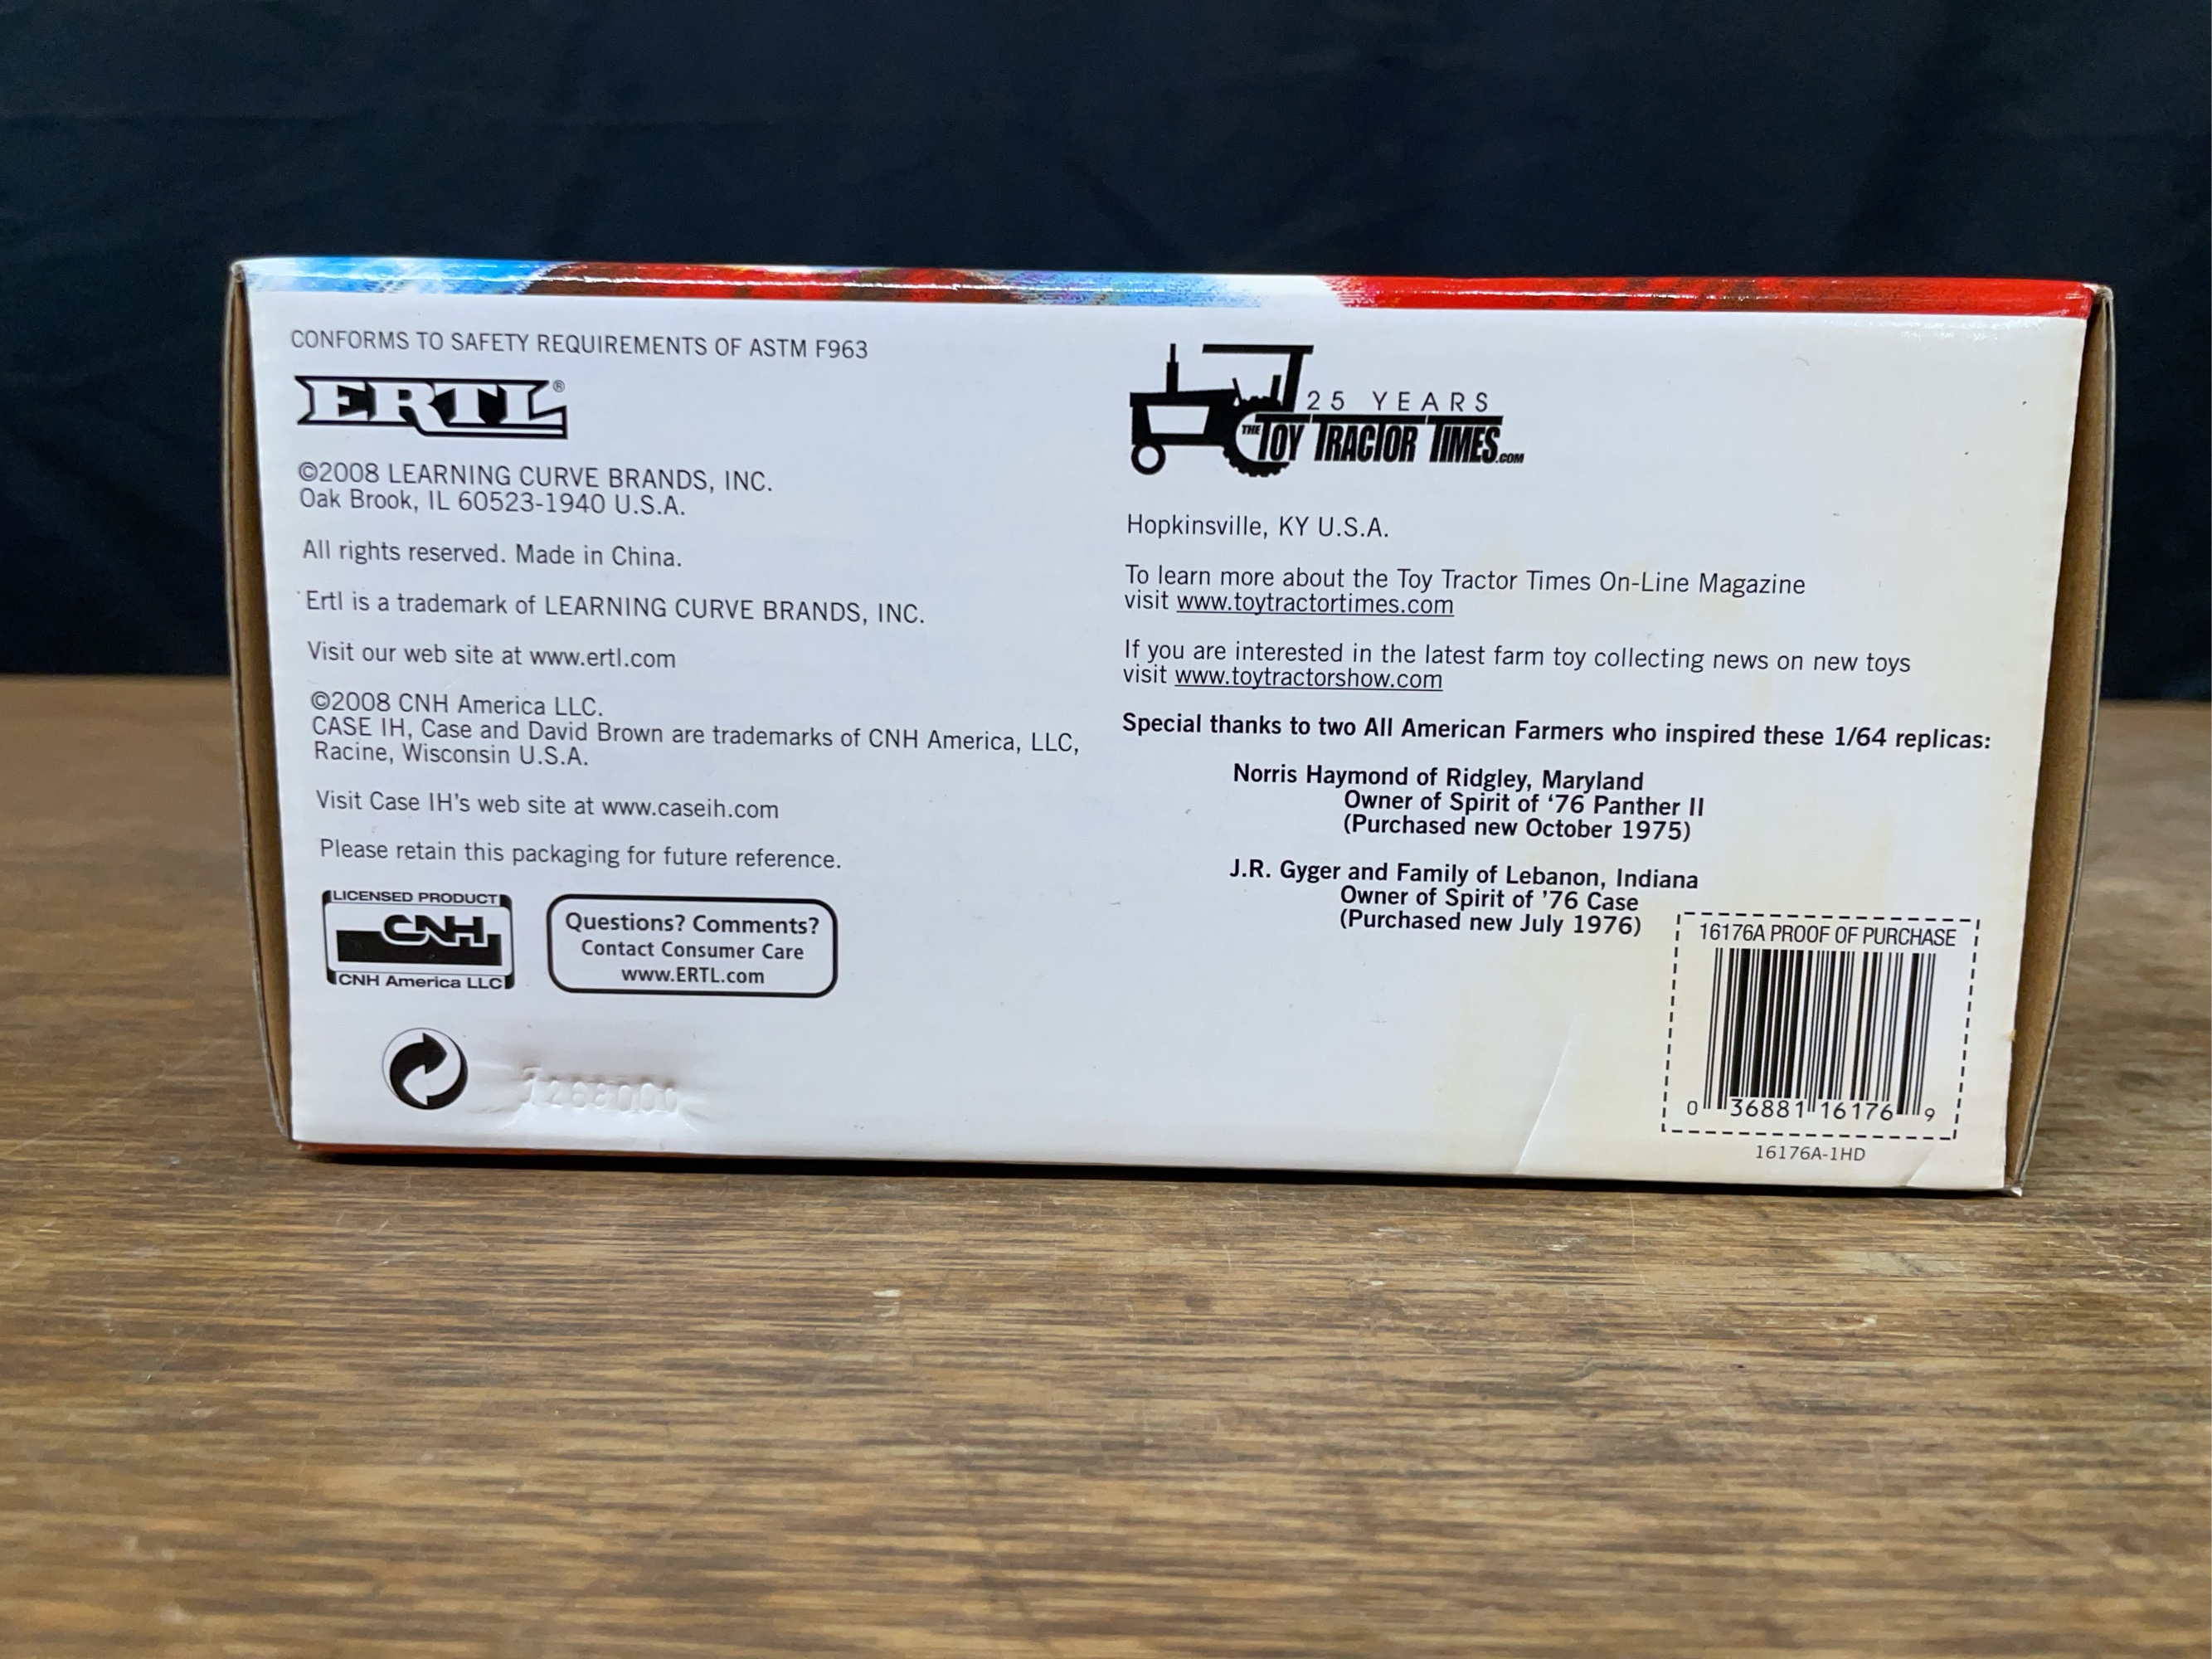 CONFORMS TO SAFETY REQUIREMENTS OF ASTM F963
ERTL®
©2008 LEARNING CURVE BRANDS, INC.
Oak Brook, IL 60523-1940 U.S.A.
All rights reserved. Made in China.
Ertl is a trademark of LEARNING CURVE BRANDS, INC.
Visit our web site at www.ertl.com
©2008 CNH America LLC.
CASE IH, Case and David Brown are trademarks of CNH America, LLC,
Racine, Wisconsin U.S.A.
Visit Case IH's web site at www.caseih.com
Please retain this packaging for future reference.
LICENSED PRODUCT
CNH
CNH America LLC
Questions? Comments?
Contact Consumer Care
www.ERTL.com
25 YEARS
THE TOY TRACTOR TIMES.COM
Hopkinsville, KY U.S.A.
To learn more about the Toy Tractor Times On-Line Magazine
visit www.toytractortimes.com
If you are interested in the latest farm toy collecting news on new toys
visit www.toytractorshow.com
Special thanks to two All American Farmers who inspired these 1/64 replicas:
Norris Haymond of Ridgley, Maryland
Owner of Spirit of ‘76 Panther II
(Purchased new October 1975)
J.R. Gyger and Family of Lebanon, Indiana
Owner of Spirit of ’76 Case
(Purchased new July 1976)
16176A PROOF OF PURCHASE
0 36881 16176 9
16176A-1HD